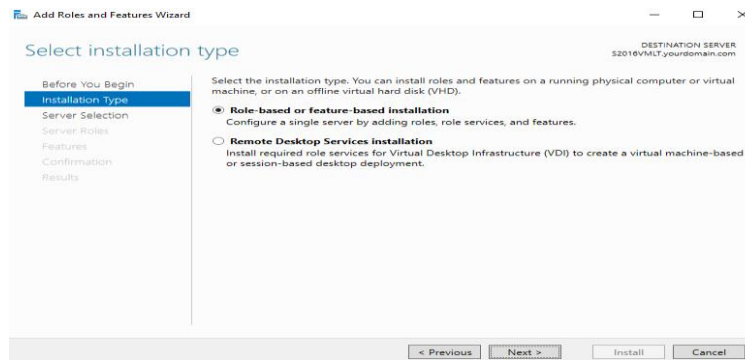 Add Roles and Features Wizard
Select installation type
DESTINATION SERVER
S2016VMLT.yourdomain.com
Before You Begin
Installation Type
Server Selection
Server Roles
Features
Confirmation
Results
Select the installation type. You can install roles and features on a running physical computer or virtual
machine, or on an offline virtual hard disk (VHD).
Role-based or feature-based installation
Configure a single server by adding roles, role services, and features.
Remote Desktop Services installation
Install required role services for Virtual Desktop Infrastructure (VDI) to create a virtual machine-based
or session-based desktop deployment.
< Previous
Next >
Install
Cancel